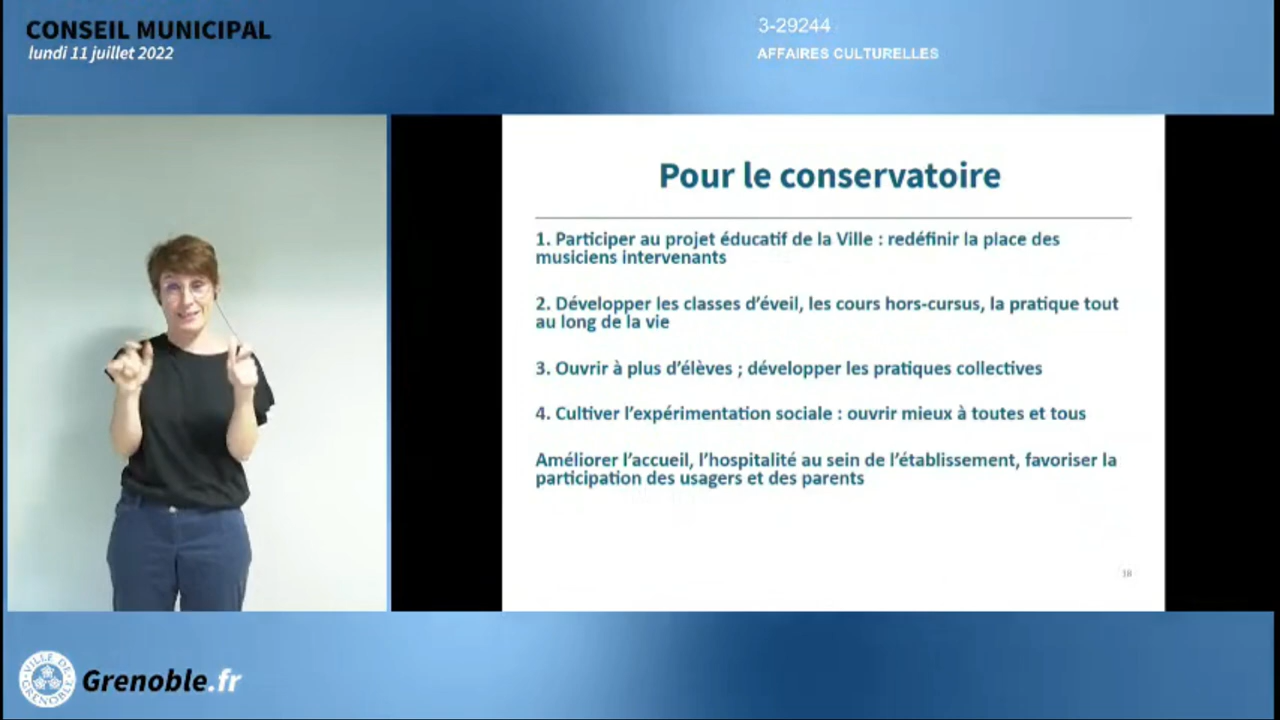 CONSEIL MUNICIPAL
lundi 11 juillet 2022
3-29244
AFFAIRES CULTURELLES
Pour le conservatoire
1. Participer au projet éducatif de la Ville : redéfinir la place des
musiciens intervenants
2. Développer les classes d’éveil, les cours hors-cursus, la pratique tout
au long de la vie
3. Ouvrir à plus d’élèves ; développer les pratiques collectives
4. Cultiver l’expérimentation sociale : ouvrir mieux à toutes et tous
Améliorer l’accueil, l’hospitalité au sein de l’établissement, favoriser la
participation des usagers et des parents
VILLE DE
GRENOBLE
Grenoble.fr